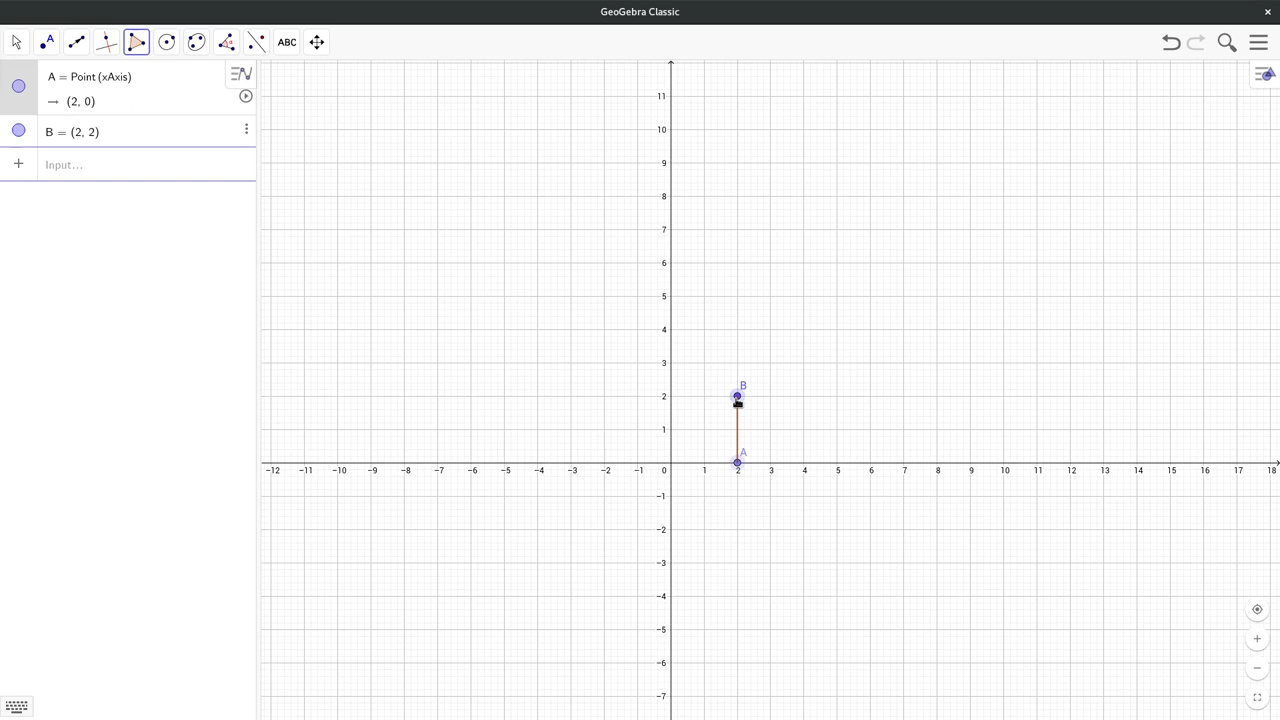 GeoGebra Classic
×
ABC
A = Point (xAxis)
→ (2, 0)
B = (2, 2)
+ Input…
11
10
9
8
7
6
5
4
3
2
1
B
A
−12 −11 −10 −9 −8 −7 −6 −5 −4 −3 −2 −1 0 1 2 3 4 5 6 7 8 9 10 11 12 13 14 15 16 17 18
−1
−2
−3
−4
−5
−6
−7